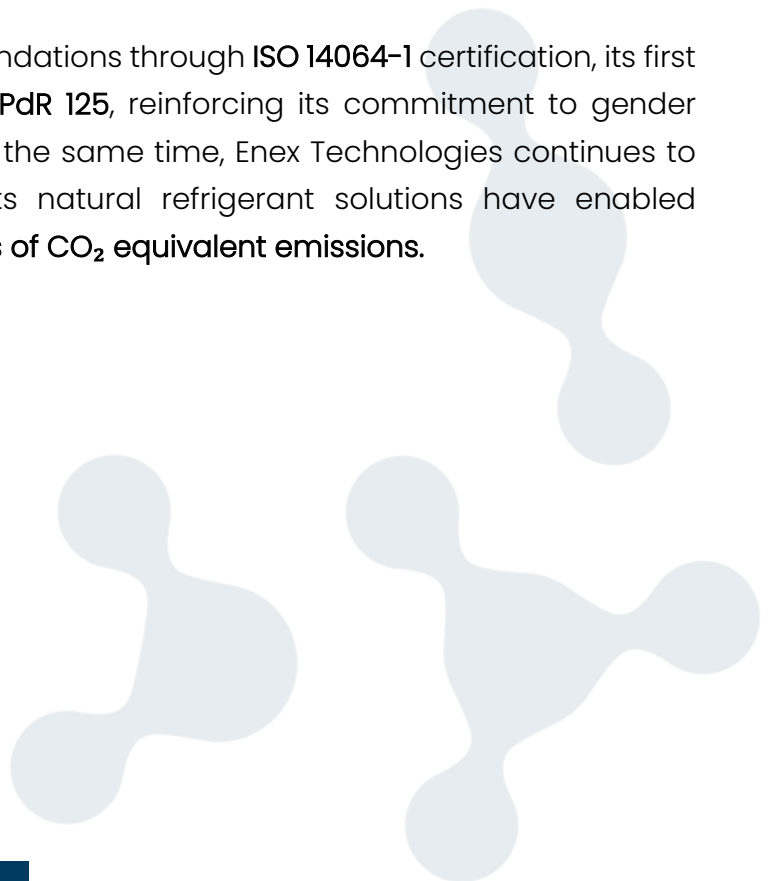 ndations through ISO 14064-1 certification, its first
PdR 125, reinforcing its commitment to gender
the same time, Enex Technologies continues to
ts natural refrigerant solutions have enabled
s of CO₂ equivalent emissions.